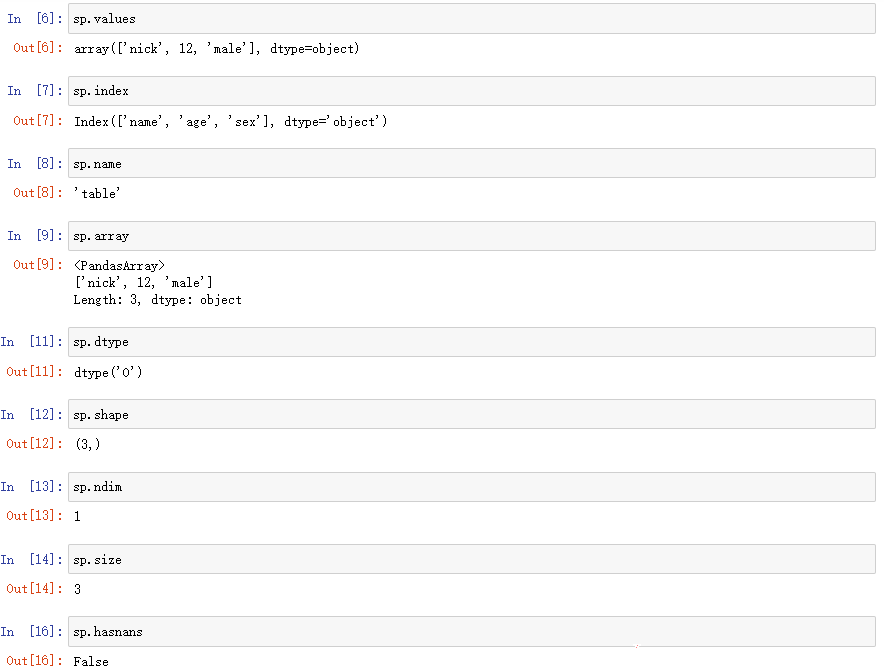 In [6]: sp.values
Out[6]: array(['nick', 12, 'male'], dtype=object)
In [7]: sp.index
Out[7]: Index(['name', 'age', 'sex'], dtype='object')
In [8]: sp.name
Out[8]: 'table'
In [9]: sp.array
Out[9]: <PandasArray>
['nick', 12, 'male']
Length: 3, dtype: object
In [11]: sp.dtype
Out[11]: dtype('O')
In [12]: sp.shape
Out[12]: (3,)
In [13]: sp.ndim
Out[13]: 1
In [14]: sp.size
Out[14]: 3
In [16]: sp.hasnans
Out[16]: False